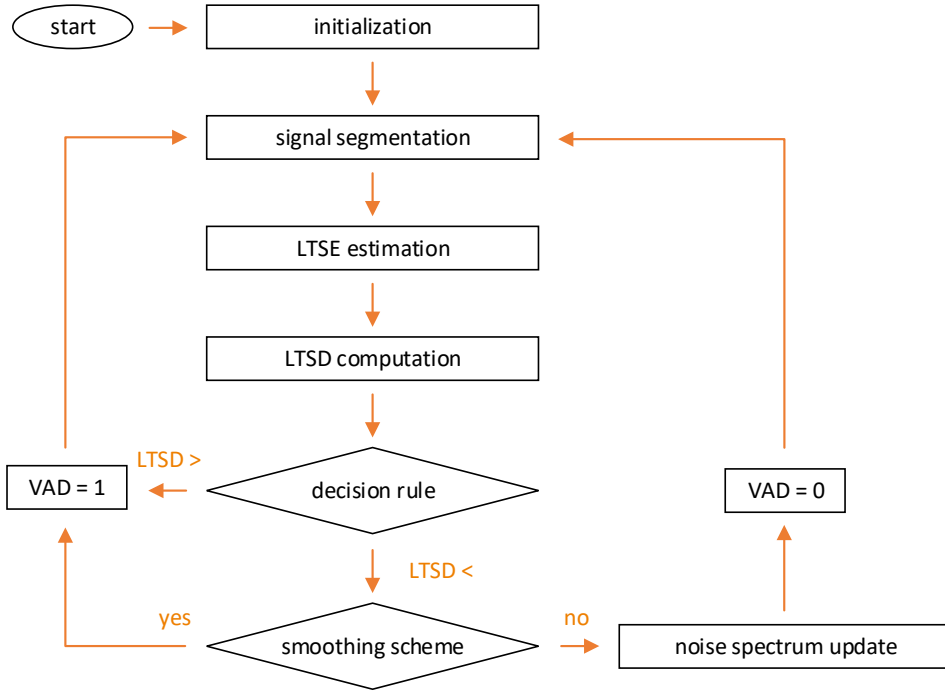 start
initialization
signal segmentation
LTSE estimation
LTSD computation
LTSD >
VAD = 1
decision rule
VAD = 0
LTSD <
yes
smoothing scheme
no
noise spectrum update